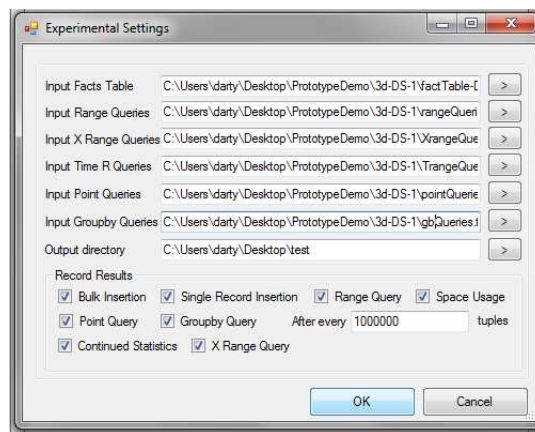 Experimental Settings
Input Facts Table C:\Users\darty\Desktop\PrototypeDemo\3d-DS-1\factTable-D >
Input Range Queries C:\Users\darty\Desktop\PrototypeDemo\3d-DS-1\rangeQueri >
Input X Range Queries C:\Users\darty\Desktop\PrototypeDemo\3d-DS-1\XrangeQue >
Input Time R Queries C:\Users\darty\Desktop\PrototypeDemo\3d-DS-1\TrangeQue >
Input Point Queries C:\Users\darty\Desktop\PrototypeDemo\3d-DS-1\pointQuerie >
Input Groupby Queries C:\Users\darty\Desktop\PrototypeDemo\3d-DS-1\gbQueries.t >
Output directory C:\Users\darty\Desktop\test >
Record Results
Bulk Insertion Single Record Insertion Range Query Space Usage
Point Query Groupby Query After every 1000000 tuples
Continued Statistics X Range Query
OK Cancel